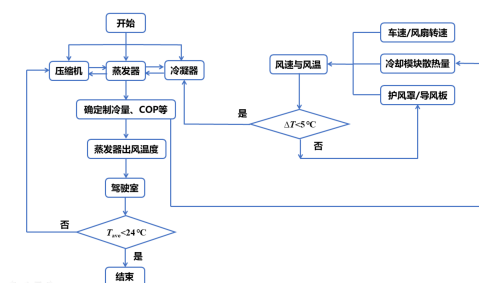 开始
车速/风扇转速
压缩机
蒸发器
冷凝器
风速与风温
冷却模块散热量
护风罩/导风板
确定制冷量、COP等
是
ΔT<5℃
否
蒸发器出风温度
驾驶室
否
Tave<24℃
是
结束